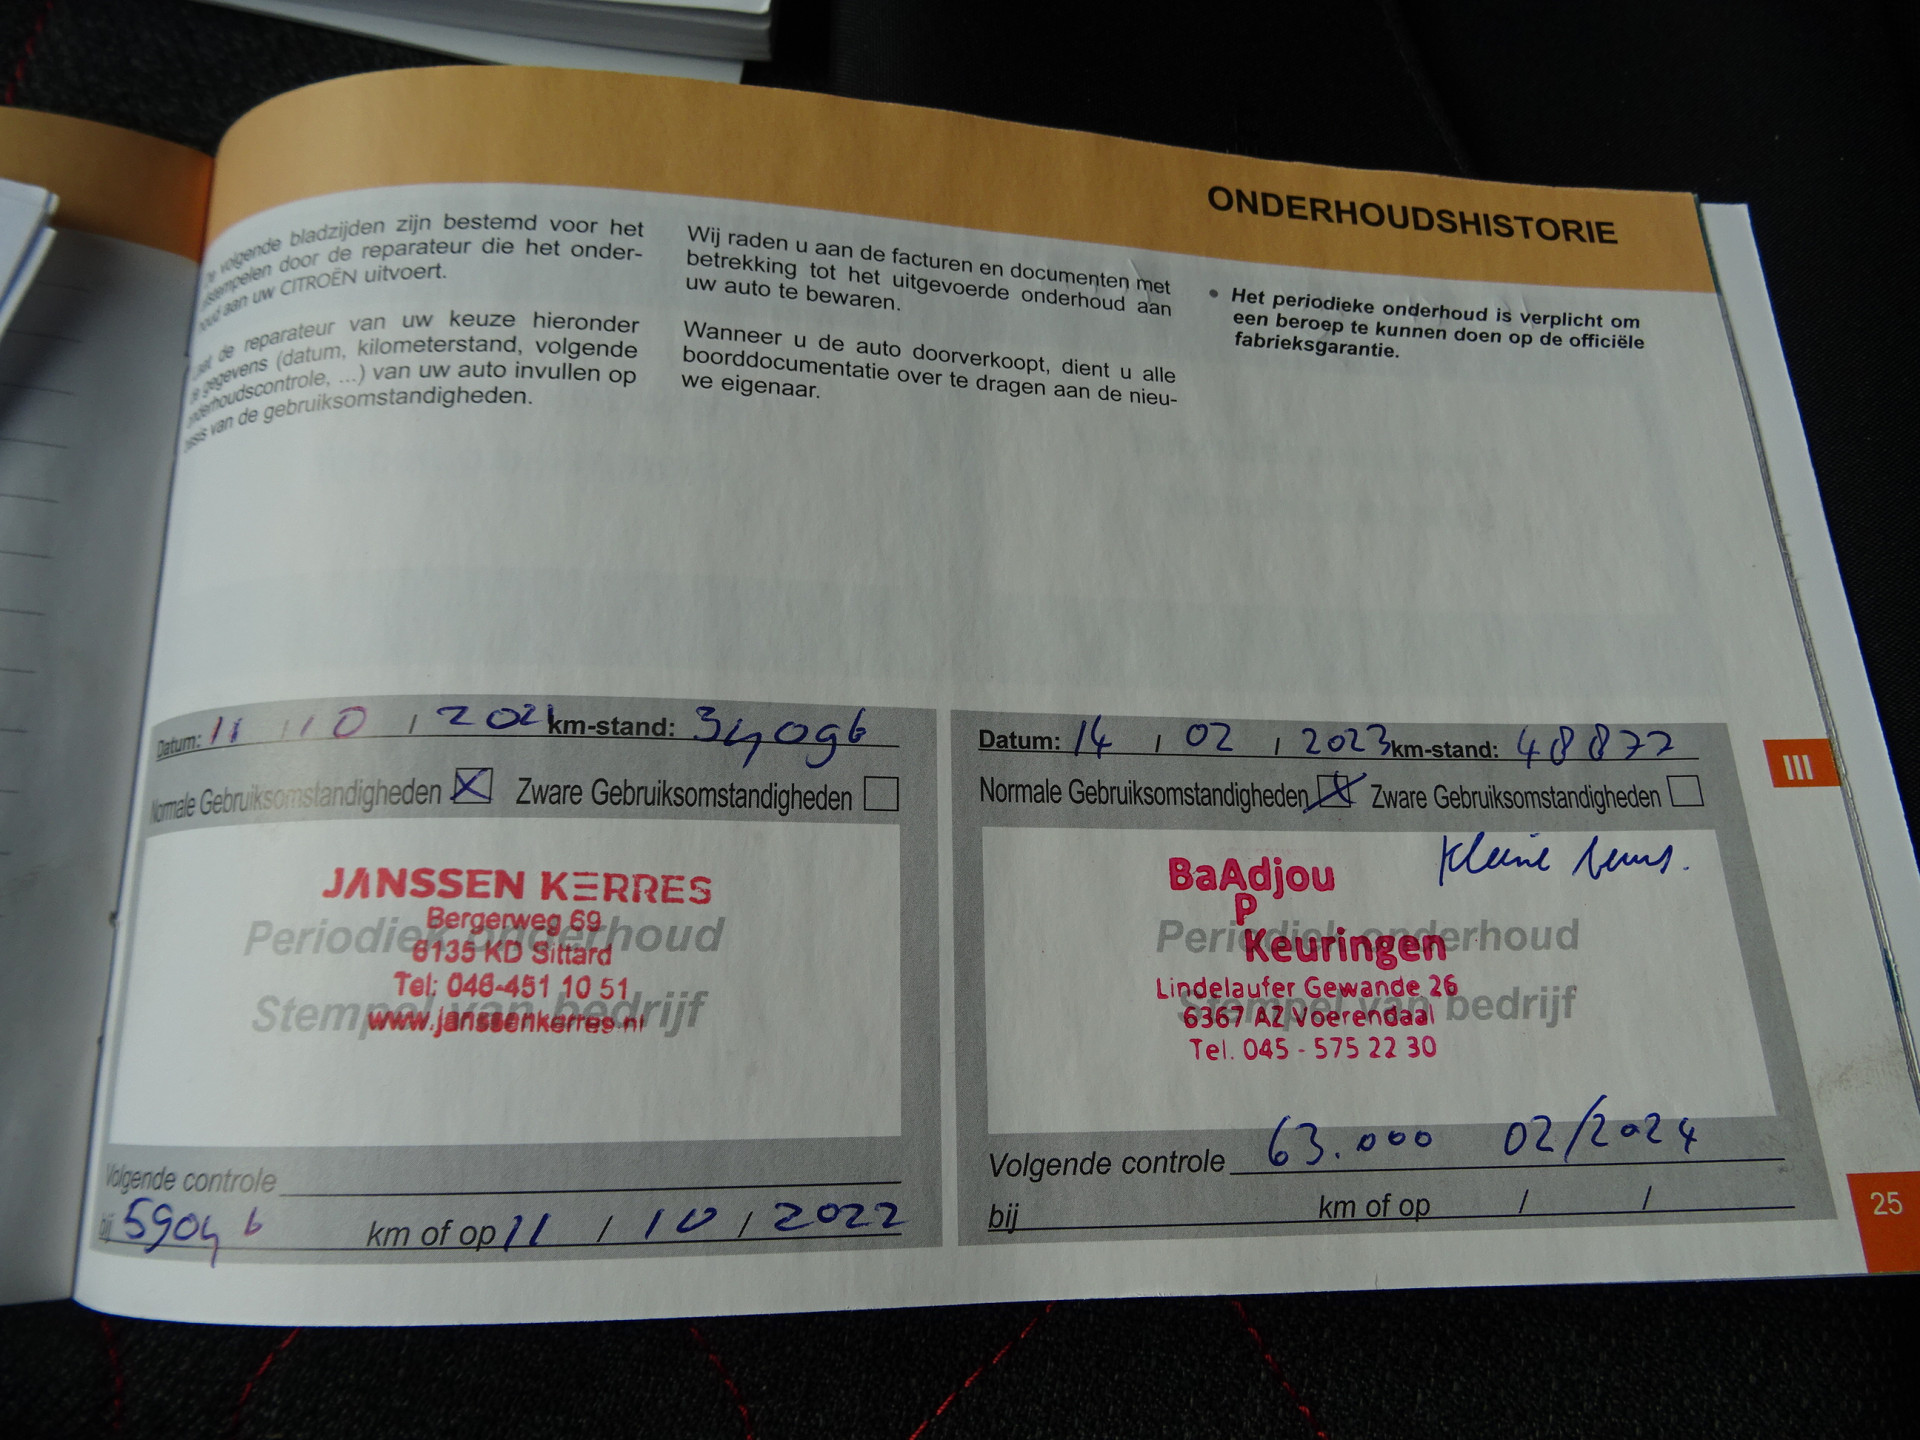 ONDERHOUDSHISTORIE
volgende bladzijden zijn bestemd voor het
door de reparateur die het onder-
aan uw CITROËN uitvoert.
de reparateur van uw keuze hieronder
gegevens (datum, kilometerstand, volgende
onderhoudscontrole, ...) van uw auto invullen op
basis van de gebruiksomstandigheden.
Wij raden u aan de facturen en documenten met
betrekking tot het uitgevoerde onderhoud aan
uw auto te bewaren.
Wanneer u de auto doorverkoopt, dient u alle
boorddocumentatie over te dragen aan de nieu-
we eigenaar.
• Het periodieke onderhoud is verplicht om
een beroep te kunnen doen op de officiële
fabrieksgarantie.
Datum: 11 / 10 / 2021 km-stand: 34096
Normale Gebruiksomstandigheden X Zware Gebruiksomstandigheden
JANSSEN KERRES
Bergerweg 69
Periodiek onderhoud
6135 KD Sittard
Tel: 046-451 10 51
Stempel van bedrijf
www.janssenkerres.nl
Volgende controle
bij 59046 km of op 11 / 10 / 2022
Datum: 14 / 02 / 2023 km-stand: 48877
Normale Gebruiksomstandigheden X Zware Gebruiksomstandigheden
Kleine
BaAdjou
P
Periodiek onderhoud
Keuringen
Lindelaufer Gewande 26
Stempel van bedrijf
6367 AZ Voerendaal
Tel. 045 - 575 22 30
Volgende controle 63.000 02/2024
bij km of op / /
III
25